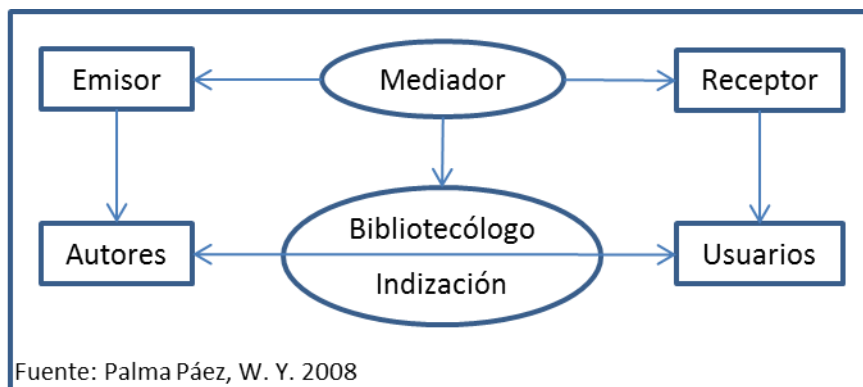 Emisor
Mediador
Receptor
Autores
Bibliotecólogo
Indización
Usuarios
Fuente: Palma Páez, W. Y. 2008